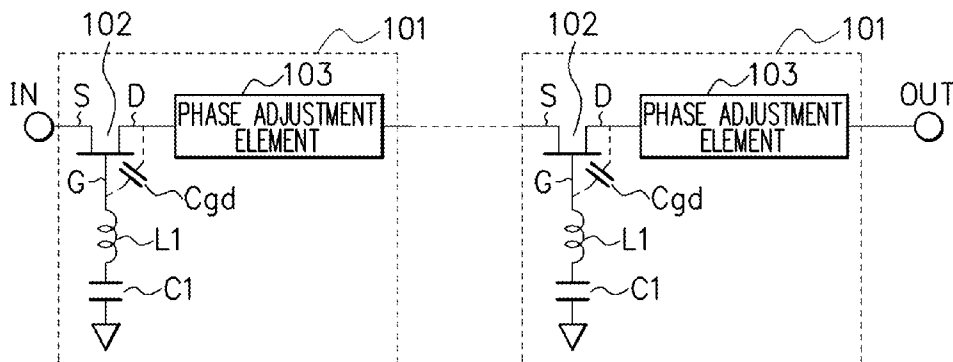 102
101
102
101
103
103
IN
S
D
PHASE ADJUSTMENT
ELEMENT
S
D
PHASE ADJUSTMENT
ELEMENT
OUT
G
Cgd
G
Cgd
L1
L1
C1
C1